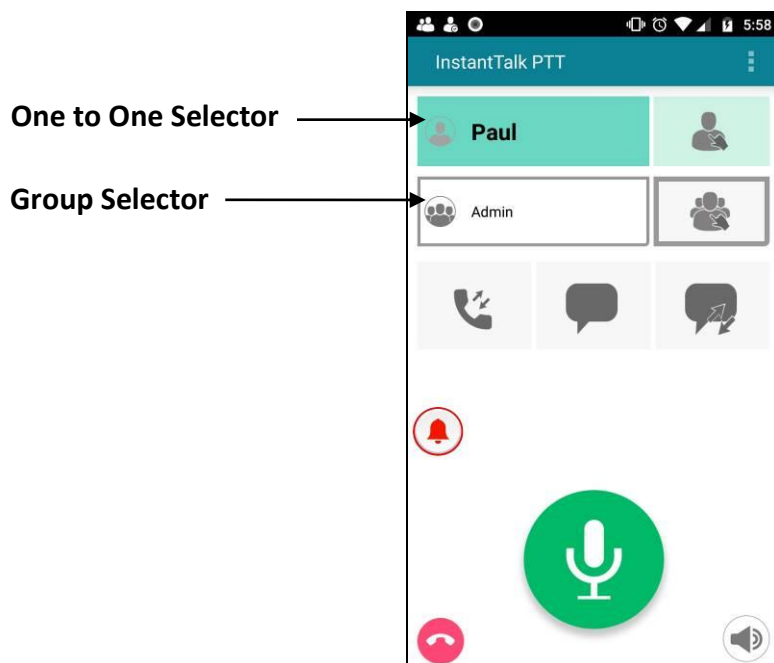 5:58
InstantTalk PTT
One to One Selector
Paul
Group Selector
Admin